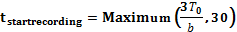 t_startrecording = Maximum (3T_0/b , 30)